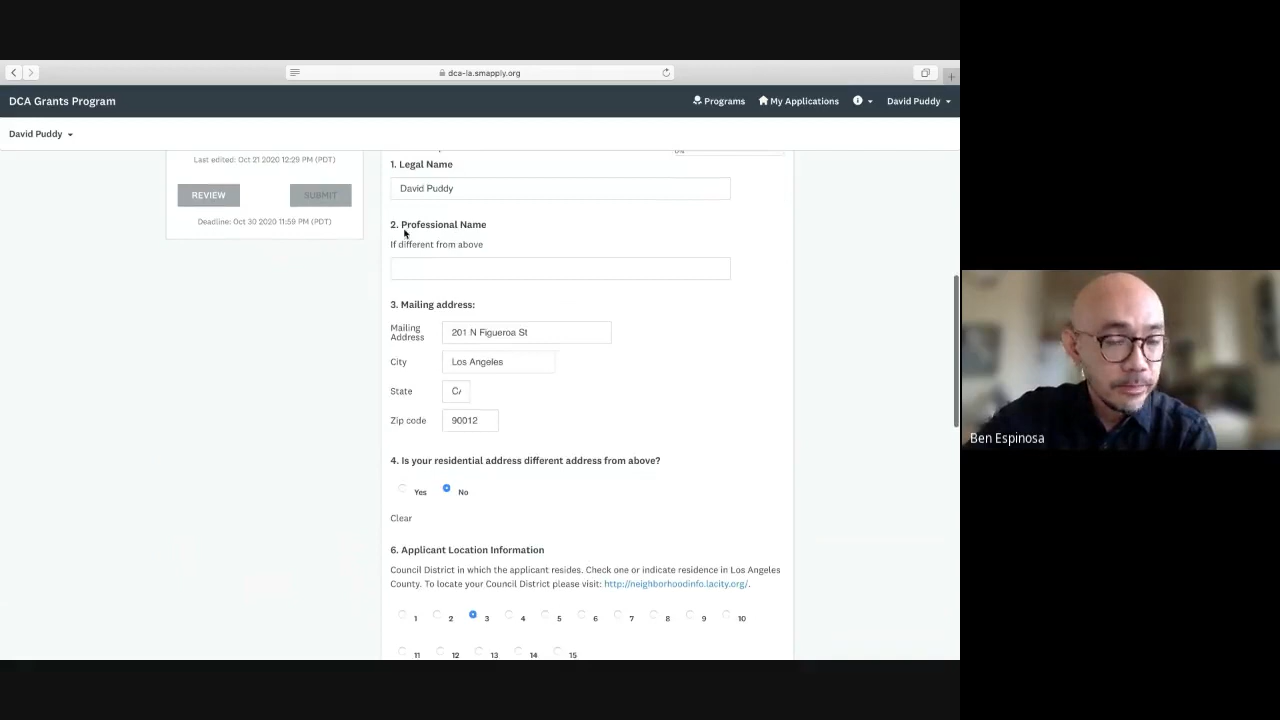 dca-la.smapply.org
DCA Grants Program
Programs
My Applications
David Puddy
David Puddy
Last edited: Oct 21 2020 12:29 PM (PDT)
REVIEW
SUBMIT
Deadline: Oct 30 2020 11:59 PM (PDT)
0%
1. Legal Name
David Puddy
2. Professional Name
If different from above
3. Mailing address:
Mailing
Address
201 N Figueroa St
City
Los Angeles
State
Zip code
90012
4. Is your residential address different address from above?
Yes
No
Clear
6. Applicant Location Information
Council District in which the applicant resides. Check one or indicate residence in Los Angeles
County. To locate your Council District please visit: http://neighborhoodinfo.lacity.org/.
1 2 3 4 5 6 7 8 9 10
11 12 13 14 15
Ben Espinosa